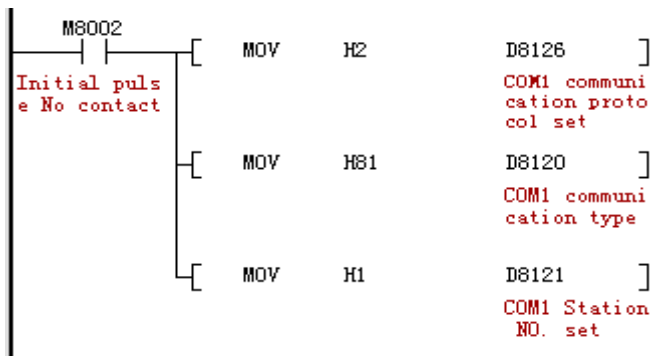 M8002
MOV H2 D8126
Initial puls
e No contact
COM1 communi
cation proto
col set
MOV H81 D8120
COM1 communi
cation type
MOV H1 D8121
COM1 Station
NO. set